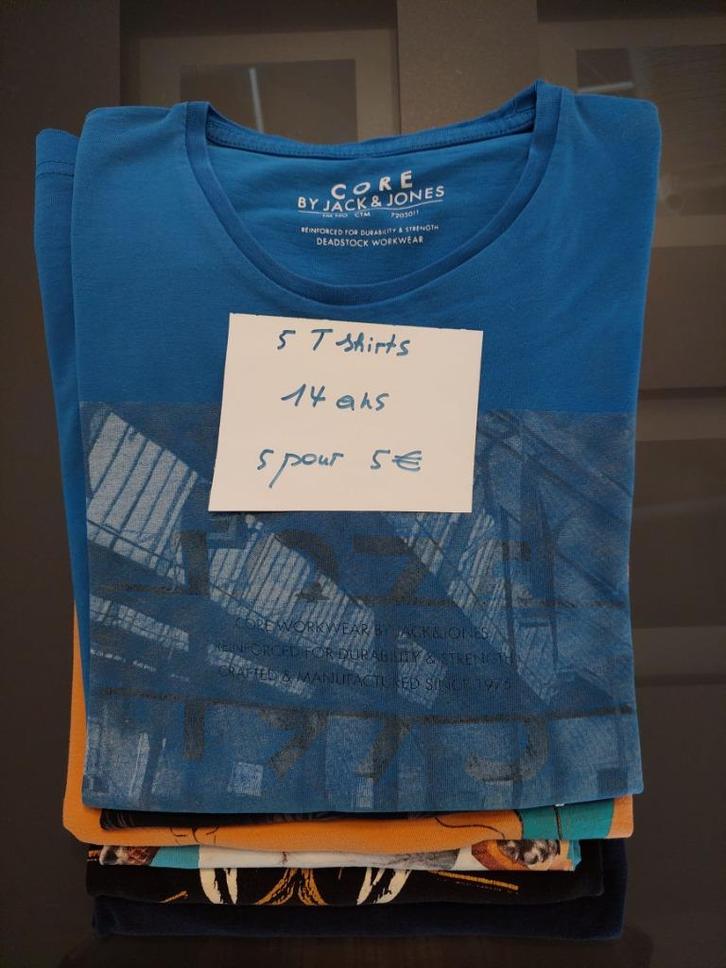 CORE
BY JACK & JONES
REINFORCED FOR DURABILITY & STRENGTH
DEADSTOCK WORKWEAR
5 T shirts
14 ans
5 pour 5€
CORE WORKWEAR BY JACK&JONES
REINFORCED FOR DURABILITY & STRENGTH
CRAFTED & MANUFACTURED SINCE 1975